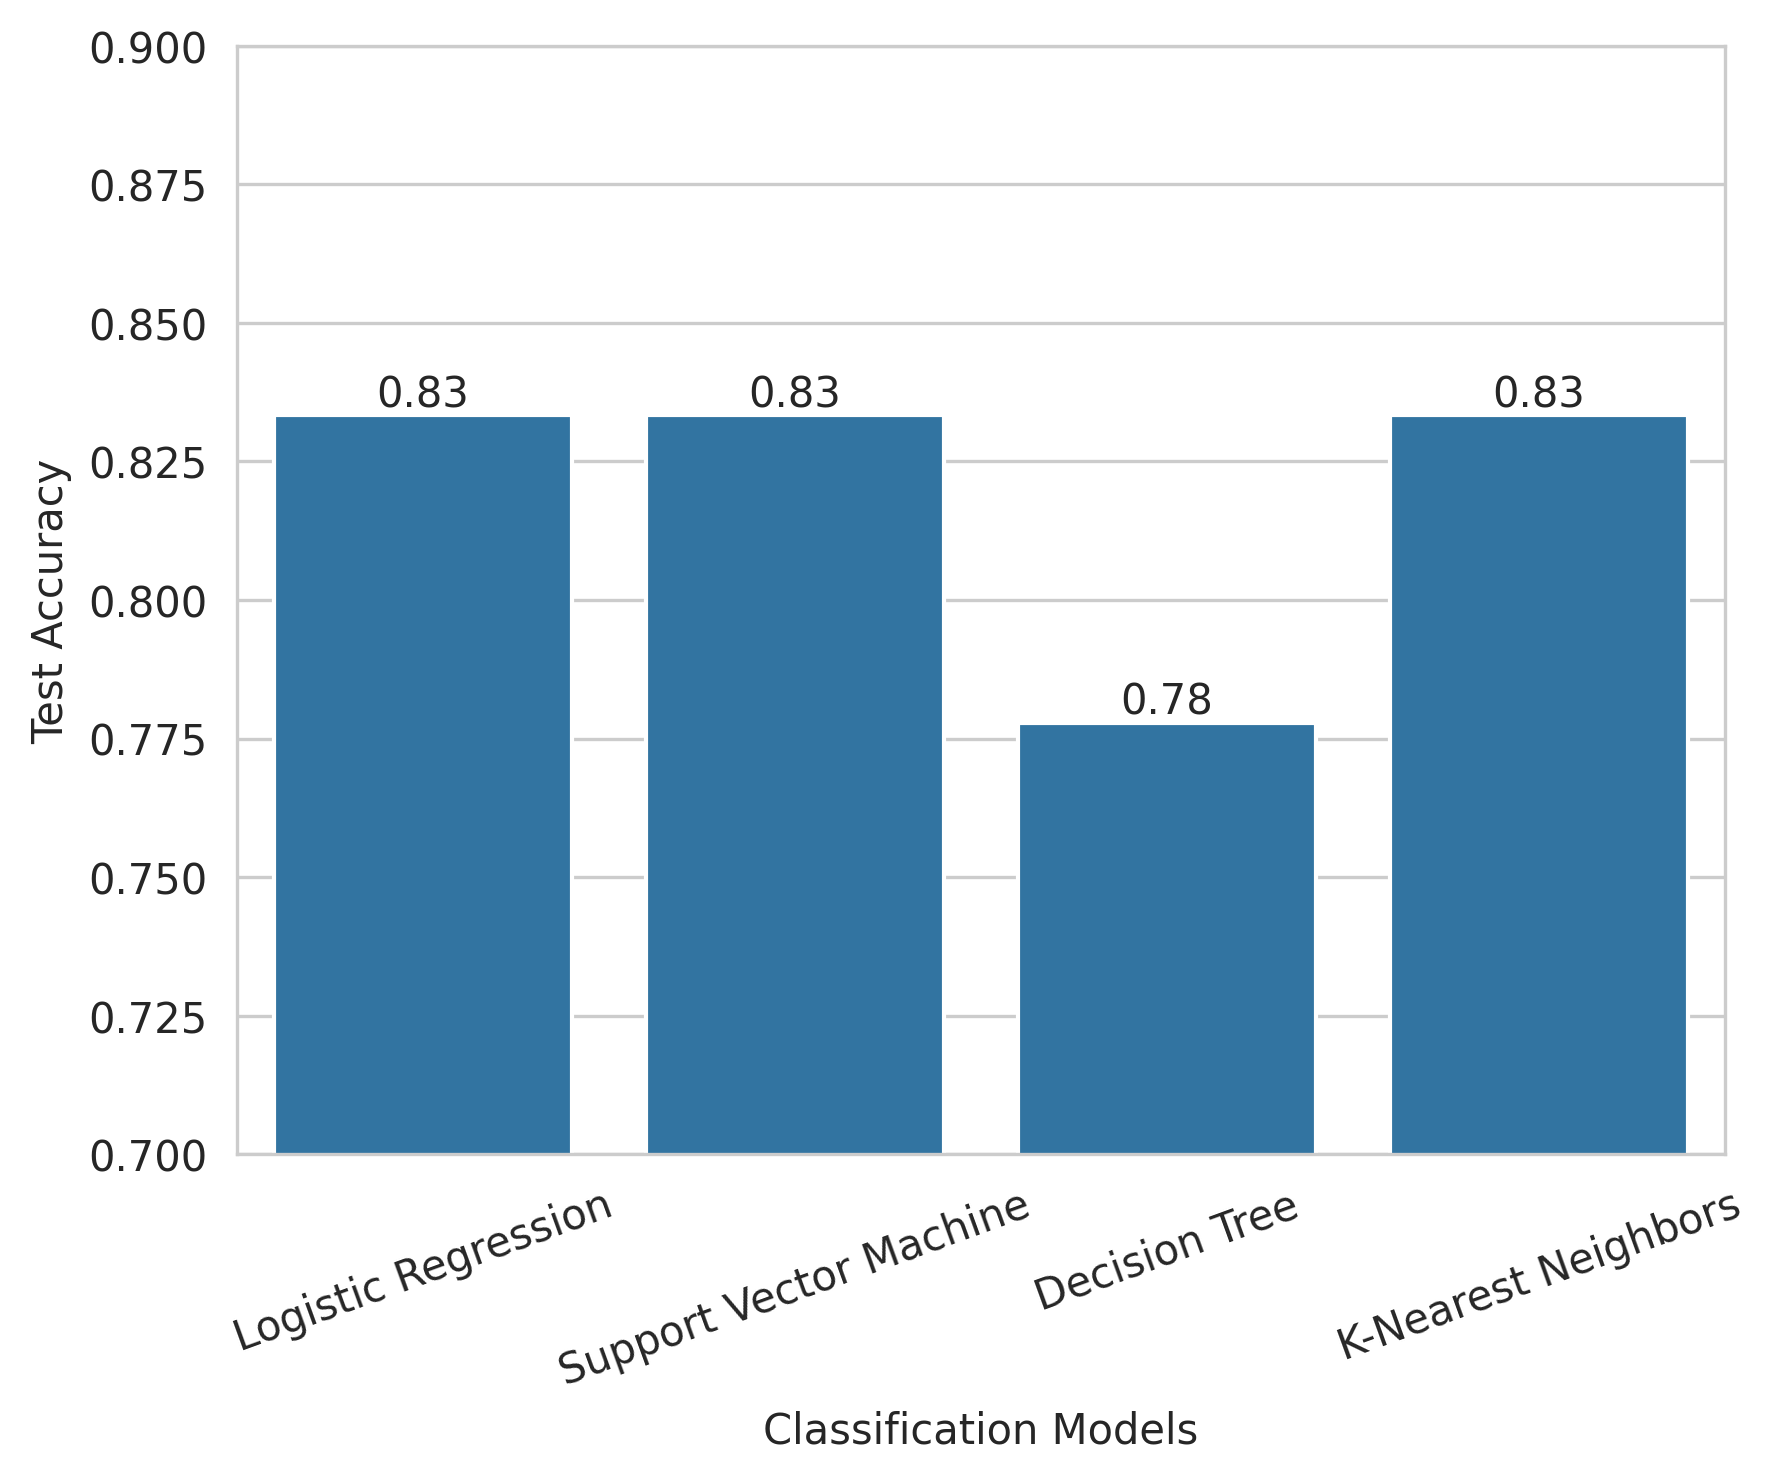 0.900
0.875
0.850
0.825
0.800
0.775
0.750
0.725
0.700
Test Accuracy
0.83
0.83
0.78
0.83
Logistic Regression
Support Vector Machine
Decision Tree
K-Nearest Neighbors
Classification Models